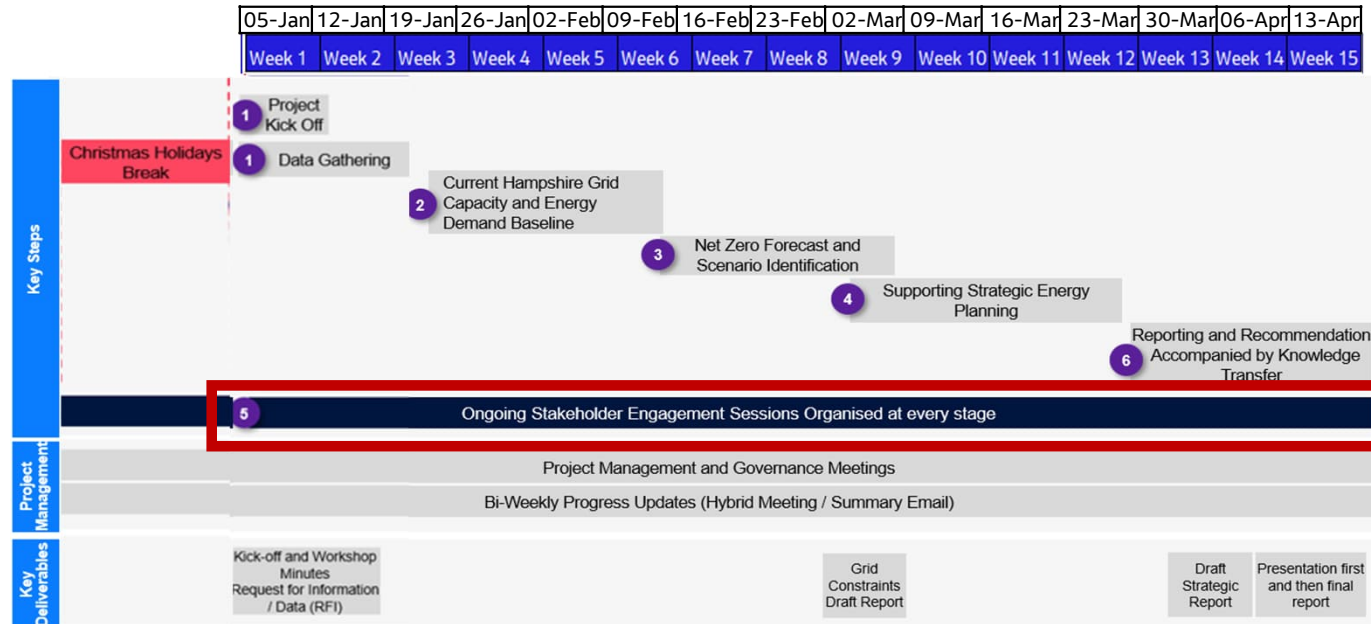 05-Jan 12-Jan 19-Jan 26-Jan 02-Feb 09-Feb 16-Feb 23-Feb 02-Mar 09-Mar 16-Mar 23-Mar 30-Mar 06-Apr 13-Apr
Week 1 Week 2 Week 3 Week 4 Week 5 Week 6 Week 7 Week 8 Week 9 Week 10 Week 11 Week 12 Week 13 Week 14 Week 15
Key Steps
1
Project
Kick Off
Christmas Holidays
Break
1
Data Gathering
2
Current Hampshire Grid
Capacity and Energy
Demand Baseline
3
Net Zero Forecast and
Scenario Identification
4
Supporting Strategic Energy
Planning
6
Reporting and Recommendation
Accompanied by Knowledge
Transfer
5
Ongoing Stakeholder Engagement Sessions Organised at every stage
Project
Management
Project Management and Governance Meetings
Bi-Weekly Progress Updates (Hybrid Meeting / Summary Email)
Key
Deliverables
Kick-off and Workshop
Minutes
Request for Information
/ Data (RFI)
Grid
Constraints
Draft Report
Draft
Strategic
Report
Presentation first
and then final
report